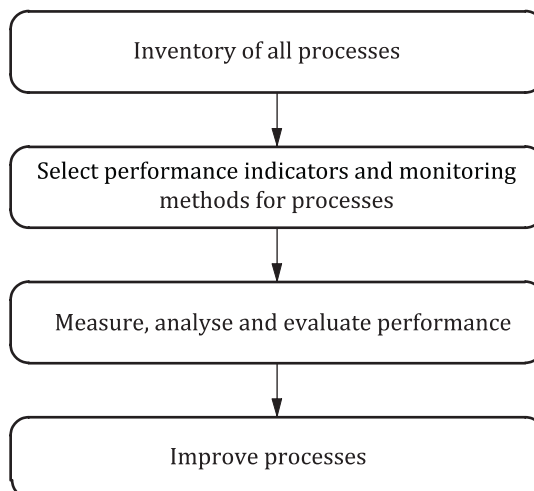 Inventory of all processes
Select performance indicators and monitoring
methods for processes
Measure, analyse and evaluate performance
Improve processes